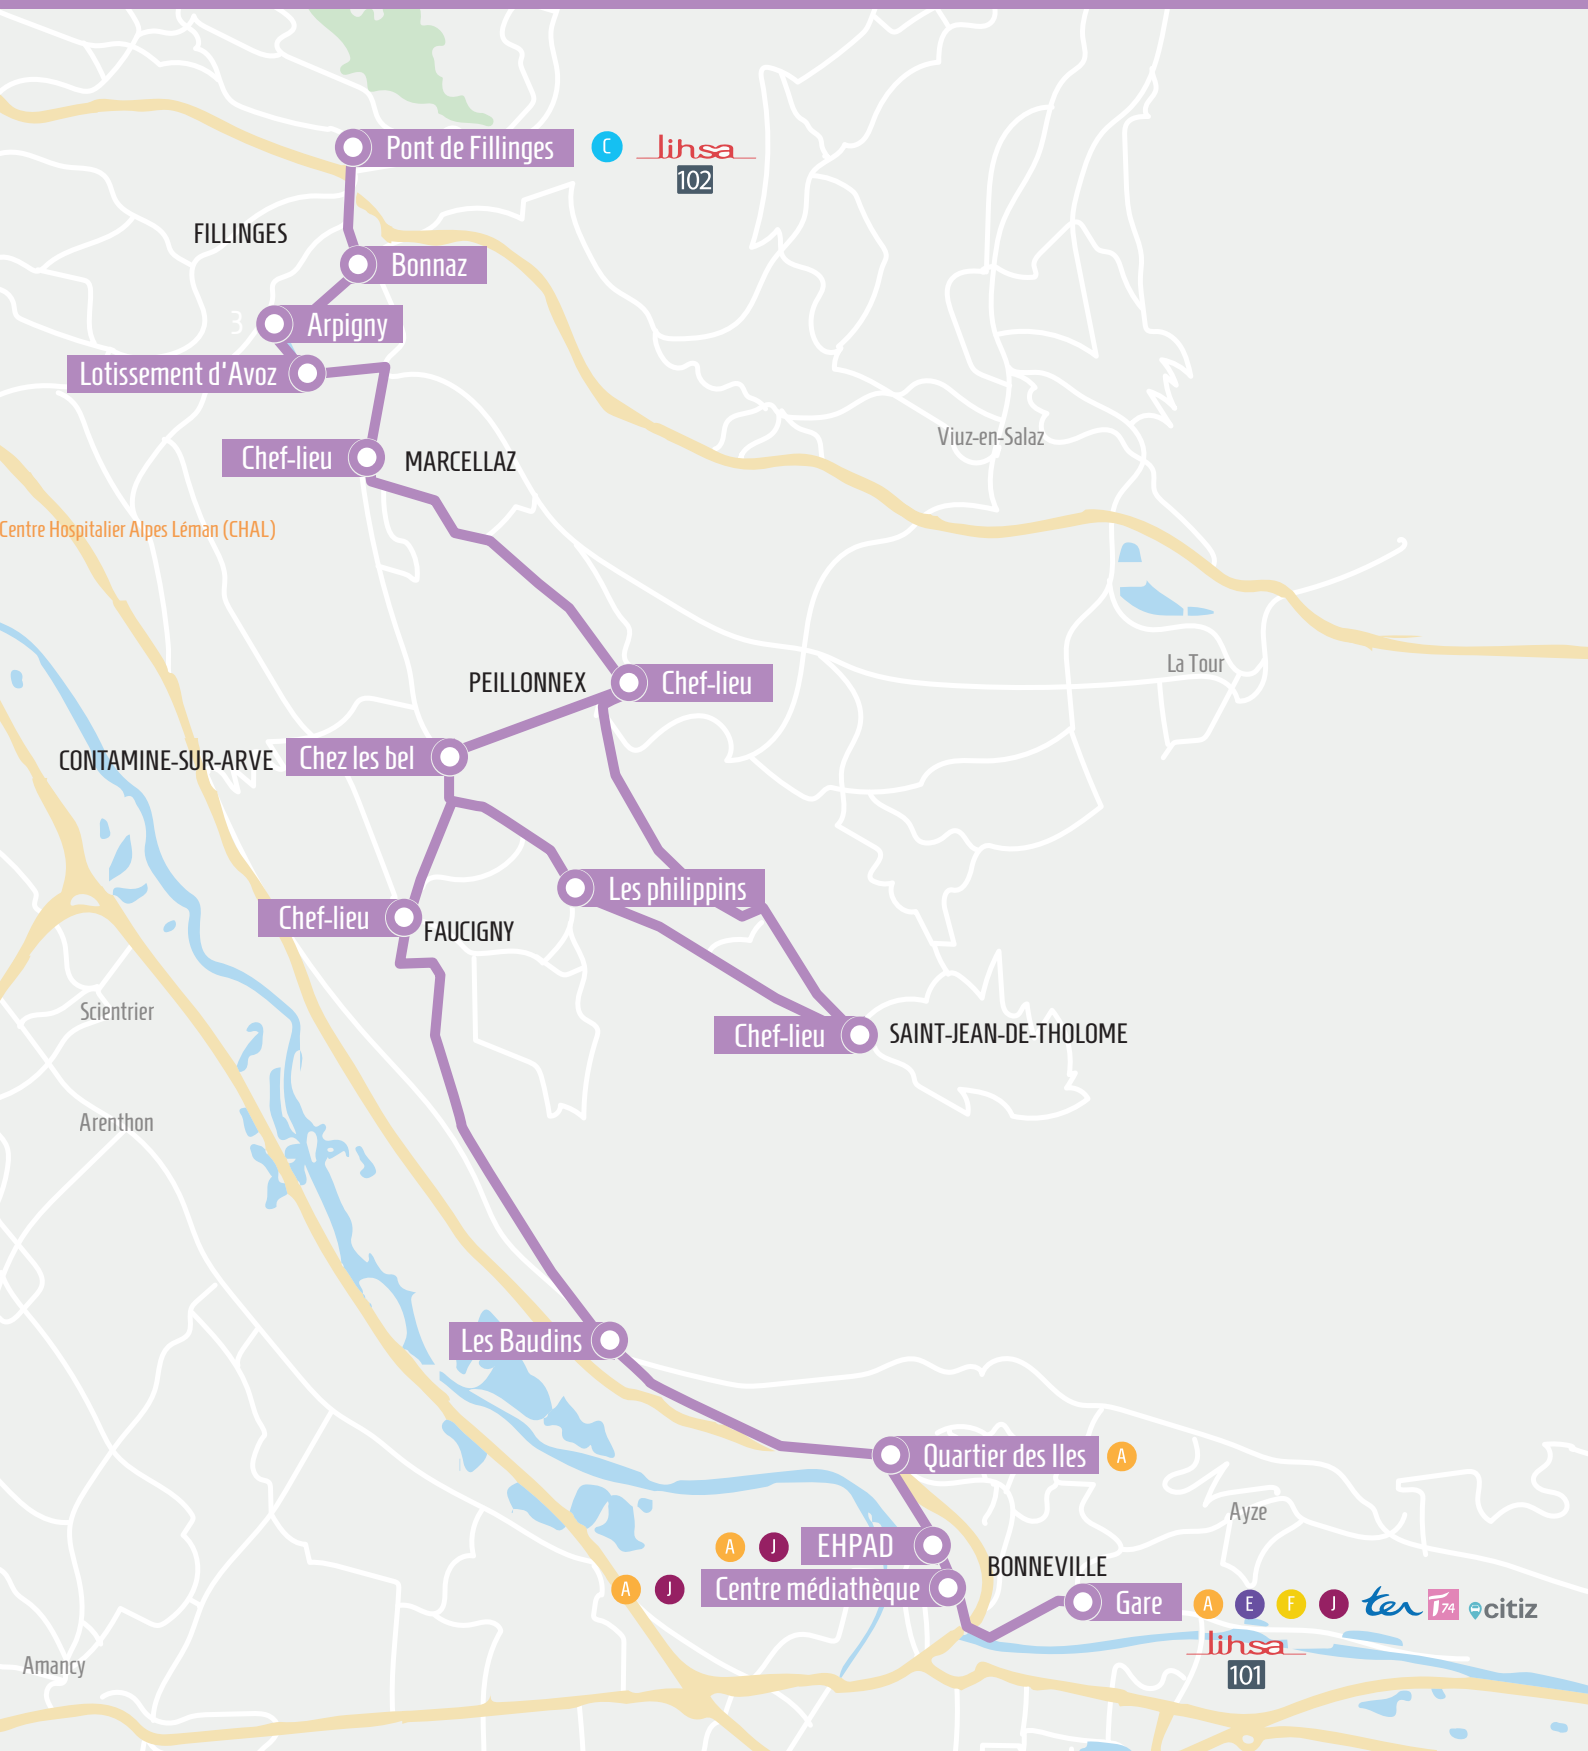 Pont de Fillinges
C
lihsa
102
FILLINGES
Bonnaz
3
Arpigny
Lotissement d'Avoz
Viuz-en-Salaz
Chef-lieu
MARCELLAZ
Centre Hospitalier Alpes Léman (CHAL)
La Tour
PEILLONNEX
Chef-lieu
CONTAMINE-SUR-ARVE
Chez les bel
Les philippins
Chef-lieu
FAUCIGNY
Scientrier
Chef-lieu
SAINT-JEAN-DE-THOLOME
Arenthon
Les Baudins
Quartier des Iles
A
Ayze
A
J
EHPAD
BONNEVILLE
A
J
Centre médiathèque
Gare
A
E
F
J
ter
T74
citiz
lihsa
101
Amancy